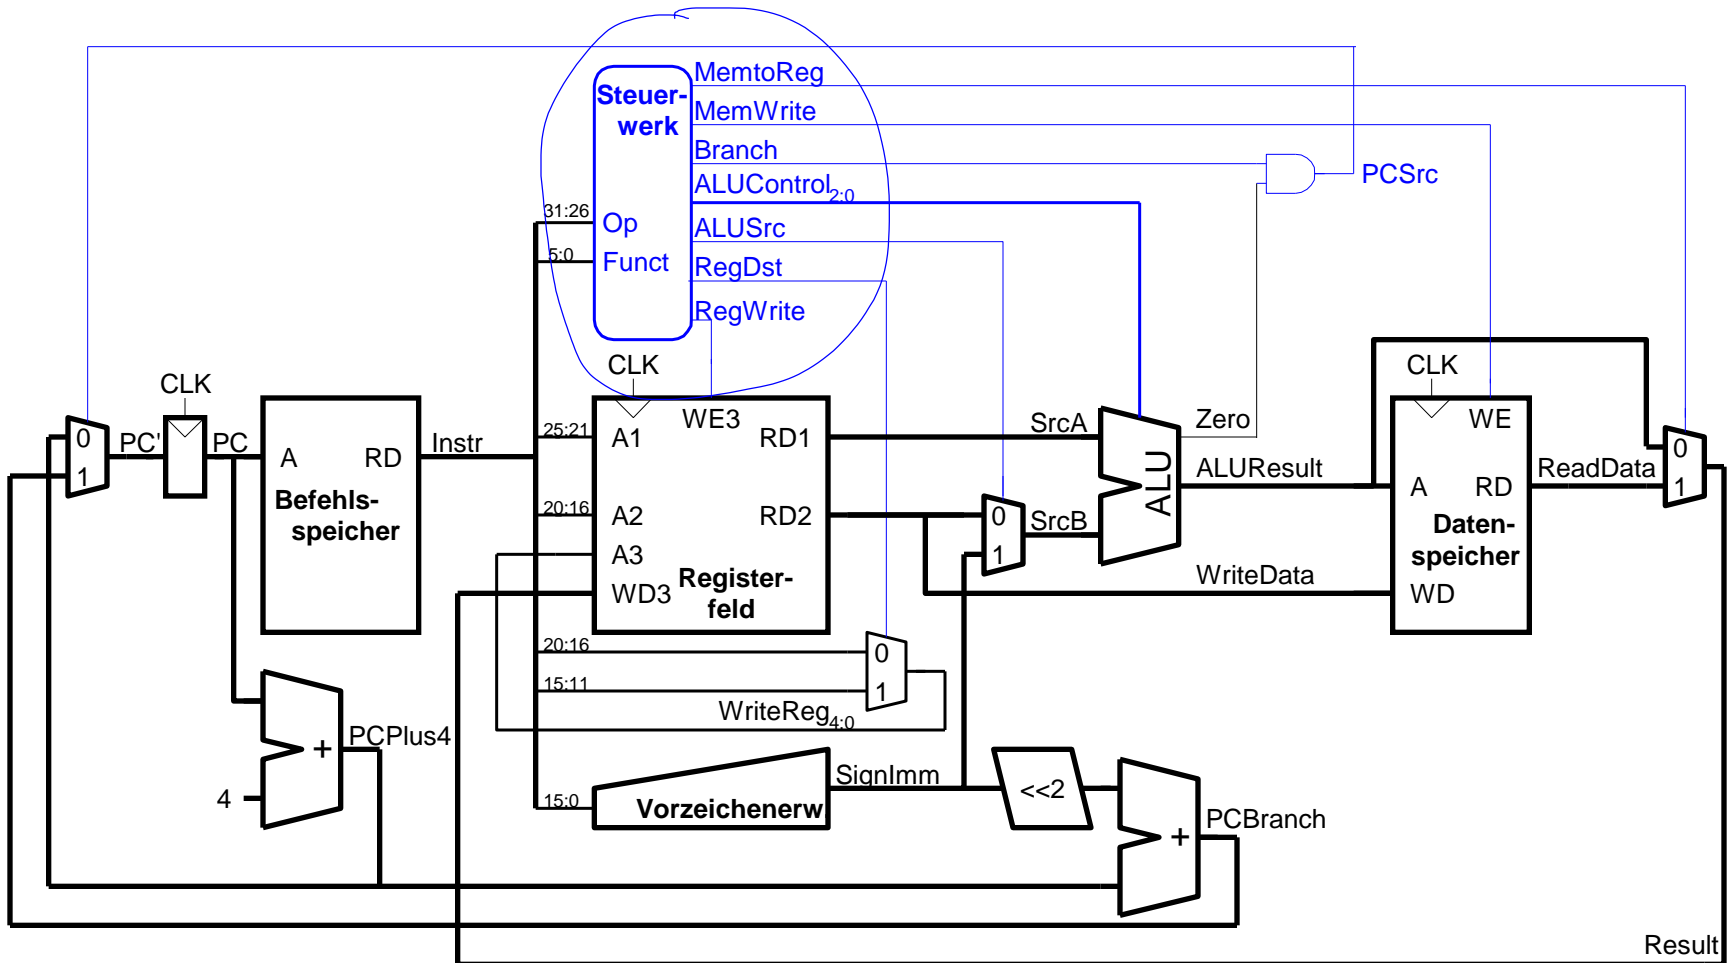 MemtoReg
Steuer-
werk
MemWrite
Branch
PCSrc
ALUControl2:0
31:26
Op
ALUSrc
5:0
Funct
RegDst
RegWrite
CLK
CLK
CLK
0
1
PC'
PC
A
RD
Befehls-
speicher
Instr
25:21
A1
WE3
RD1
20:16
A2
RD2
A3
WD3
Register-
feld
SrcA
0
1
SrcB
ALU
Zero
ALUResult
WriteData
WE
A
RD
Daten-
speicher
WD
ReadData
0
1
20:16
0
15:11
1
WriteReg4:0
4
+
PCPlus4
15:0
Vorzeichenerw
SignImm
<<2
+
PCBranch
Result